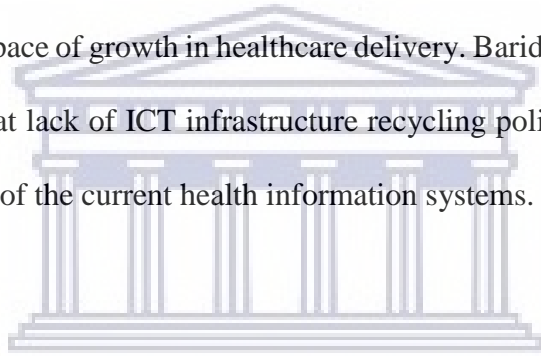 pace of growth in healthcare delivery. Barid
at lack of ICT infrastructure recycling poli
of the current health information systems.